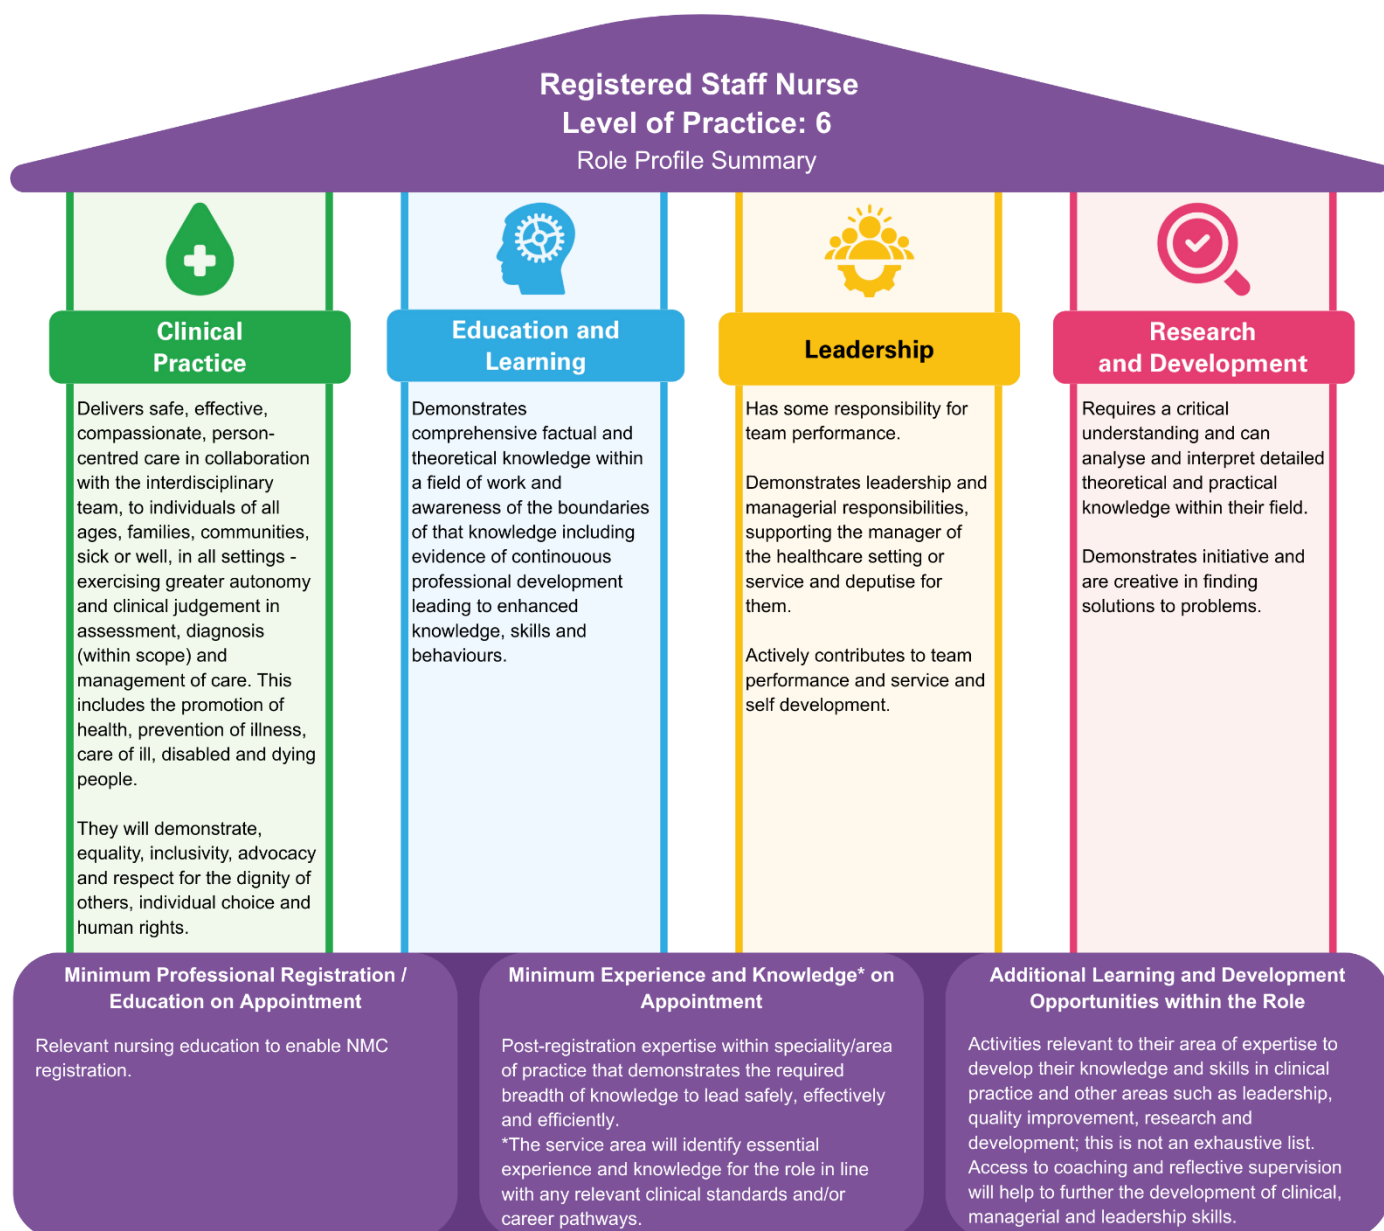 Registered Staff Nurse
Level of Practice: 6
Role Profile Summary
Clinical
Practice
Delivers safe, effective,
compassionate, person-
centred care in collaboration
with the interdisciplinary
team, to individuals of all
ages, families, communities,
sick or well, in all settings -
exercising greater autonomy
and clinical judgement in
assessment, diagnosis
(within scope) and
management of care. This
includes the promotion of
health, prevention of illness,
care of ill, disabled and dying
people.
They will demonstrate,
equality, inclusivity, advocacy
and respect for the dignity of
others, individual choice and
human rights.
Education and
Learning
Demonstrates
comprehensive factual and
theoretical knowledge within
a field of work and
awareness of the boundaries
of that knowledge including
evidence of continouous
professional development
leading to enhanced
knowledge, skills and
behaviours.
Leadership
Has some responsibility for
team performance.
Demonstrates leadership and
managerial responsibilities,
supporting the manager of
the healthcare setting or
service and deputise for
them.
Actively contributes to team
performance and service and
self development.
Research
and Development
Requires a critical
understanding and can
analyse and interpret detailed
theoretical and practical
knowledge within their field.
Demonstrates initiative and
are creative in finding
solutions to problems.
Minimum Professional Registration /
Education on Appointment
Relevant nursing education to enable NMC
registration.
Minimum Experience and Knowledge* on
Appointment
Post-registration expertise within speciality/area
of practice that demonstrates the required
breadth of knowledge to lead safely, effectively
and efficiently.
*The service area will identify essential
experience and knowledge for the role in line
with any relevant clinical standards and/or
career pathways.
Additional Learning and Development
Opportunities within the Role
Activities relevant to their area of expertise to
develop their knowledge and skills in clinical
practice and other areas such as leadership,
quality improvement, research and
development; this is not an exhaustive list.
Access to coaching and reflective supervision
will help to further the development of clinical,
managerial and leadership skills.